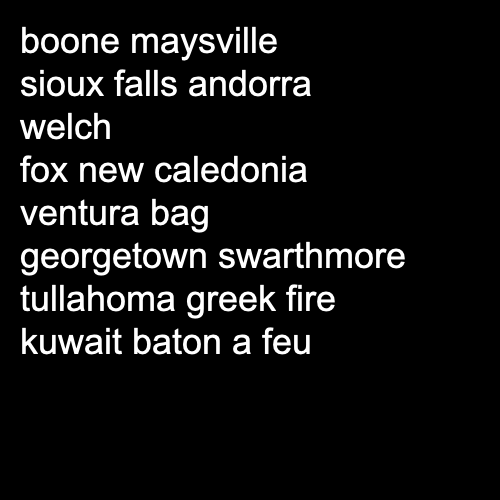 boone maysville
sioux falls andorra
welch
fox new caledonia
ventura bag
georgetown swarthmore
tullahoma greek fire
kuwait baton a feu